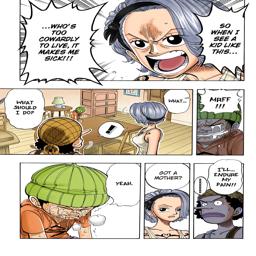 SO
WHEN I
SEE A
KID LIKE
THIS...
...WHO'S
TOO
COWARDLY
TO LIVE, IT
MAKES ME
SICK!!!
MRFF
!!!
WHAT...
!
WHAT
SHOULD
I DO?
I'LL...
ENDURE
MY
PAIN!!
GOT A
MOTHER?
YEAH.